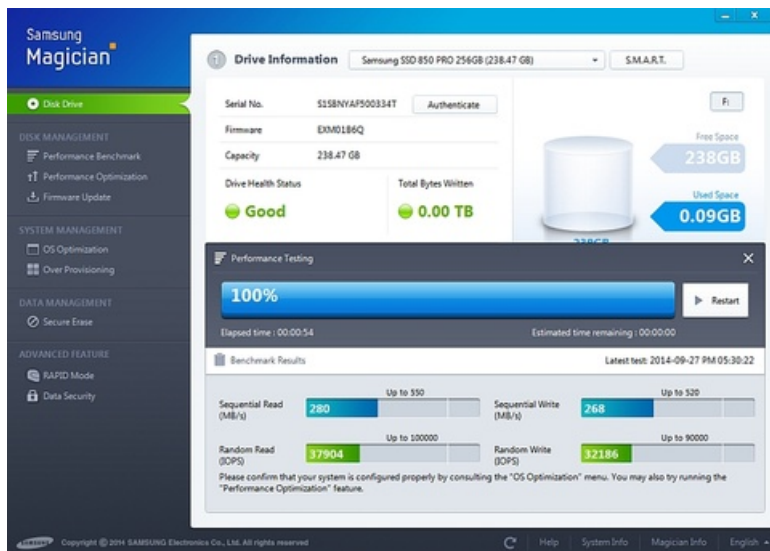 Samsung
Magician
Disk Drive
DISK MANAGEMENT
Performance Benchmark
Performance Optimization
Firmware Update
SYSTEM MANAGEMENT
OS Optimization
Over Provisioning
DATA MANAGEMENT
Secure Erase
ADVANCED FEATURE
RAPID Mode
Data Security
1 Drive Information Samsung SSD 850 PRO 256GB (238.47 GB) S.M.A.R.T.
Serial No. S1SBNYAF500334T Authenticate F:
Firmware EXM01B6Q
Capacity 238.47 GB
Drive Health Status Total Bytes Written
Good 0.00 TB
Free Space
238GB
Used Space
0.09GB
238GB
Performance Testing
100% Restart
Elapsed time : 00:00:54 Estimated time remaining : 00:00:00
Benchmark Results Latest test: 2014-09-27 PM 05:30:22
Sequential Read (MB/s) 280 Up to 550
Sequential Write (MB/s) 268 Up to 520
Random Read (IOPS) 37904 Up to 100000
Random Write (IOPS) 32186 Up to 90000
Please confirm that your system is configured properly by consulting the "OS Optimization" menu. You may also try running the
"Performance Optimization" feature.
SAMSUNG Copyright © 2014 SAMSUNG Electronics Co., Ltd. All rights reserved Help System Info Magician Info English